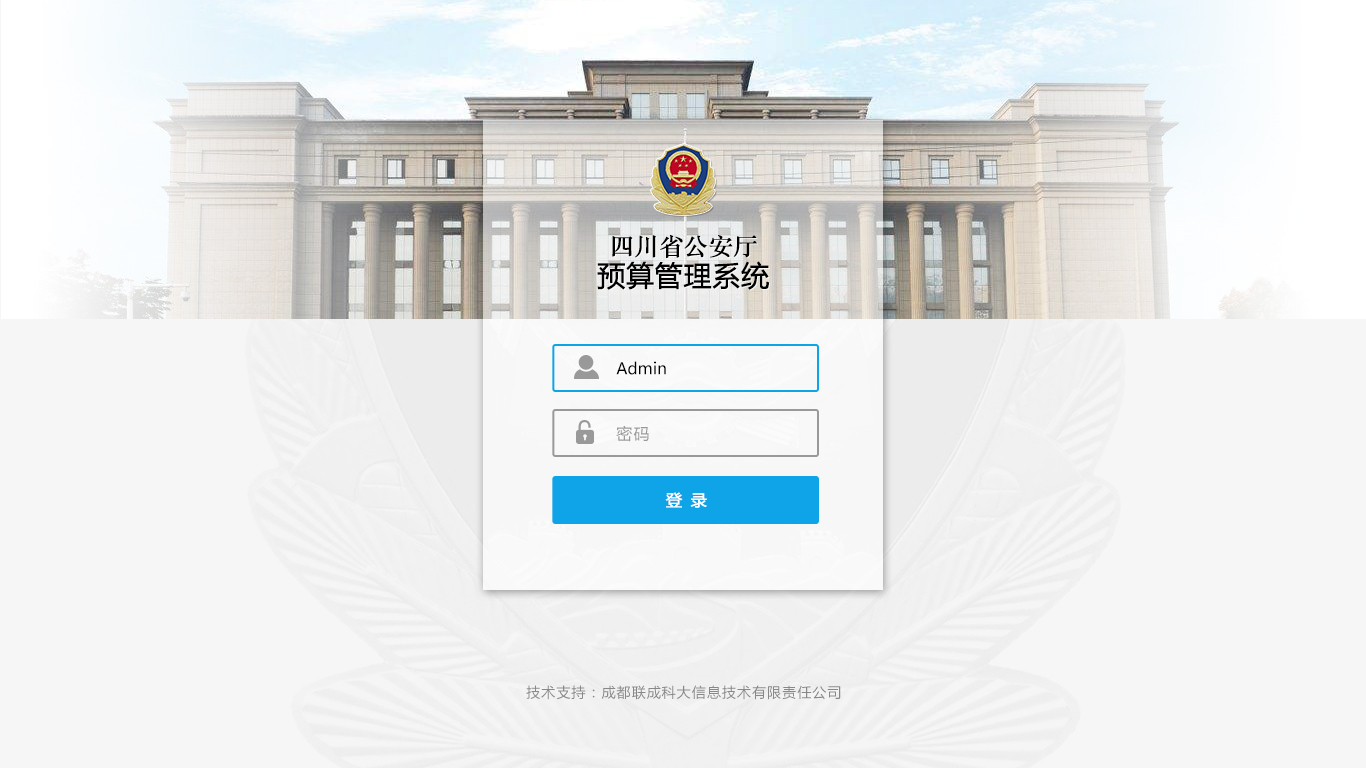 四川省公安厅
预算管理系统
Admin
密码
登 录
技术支持：成都联成科大信息技术有限责任公司